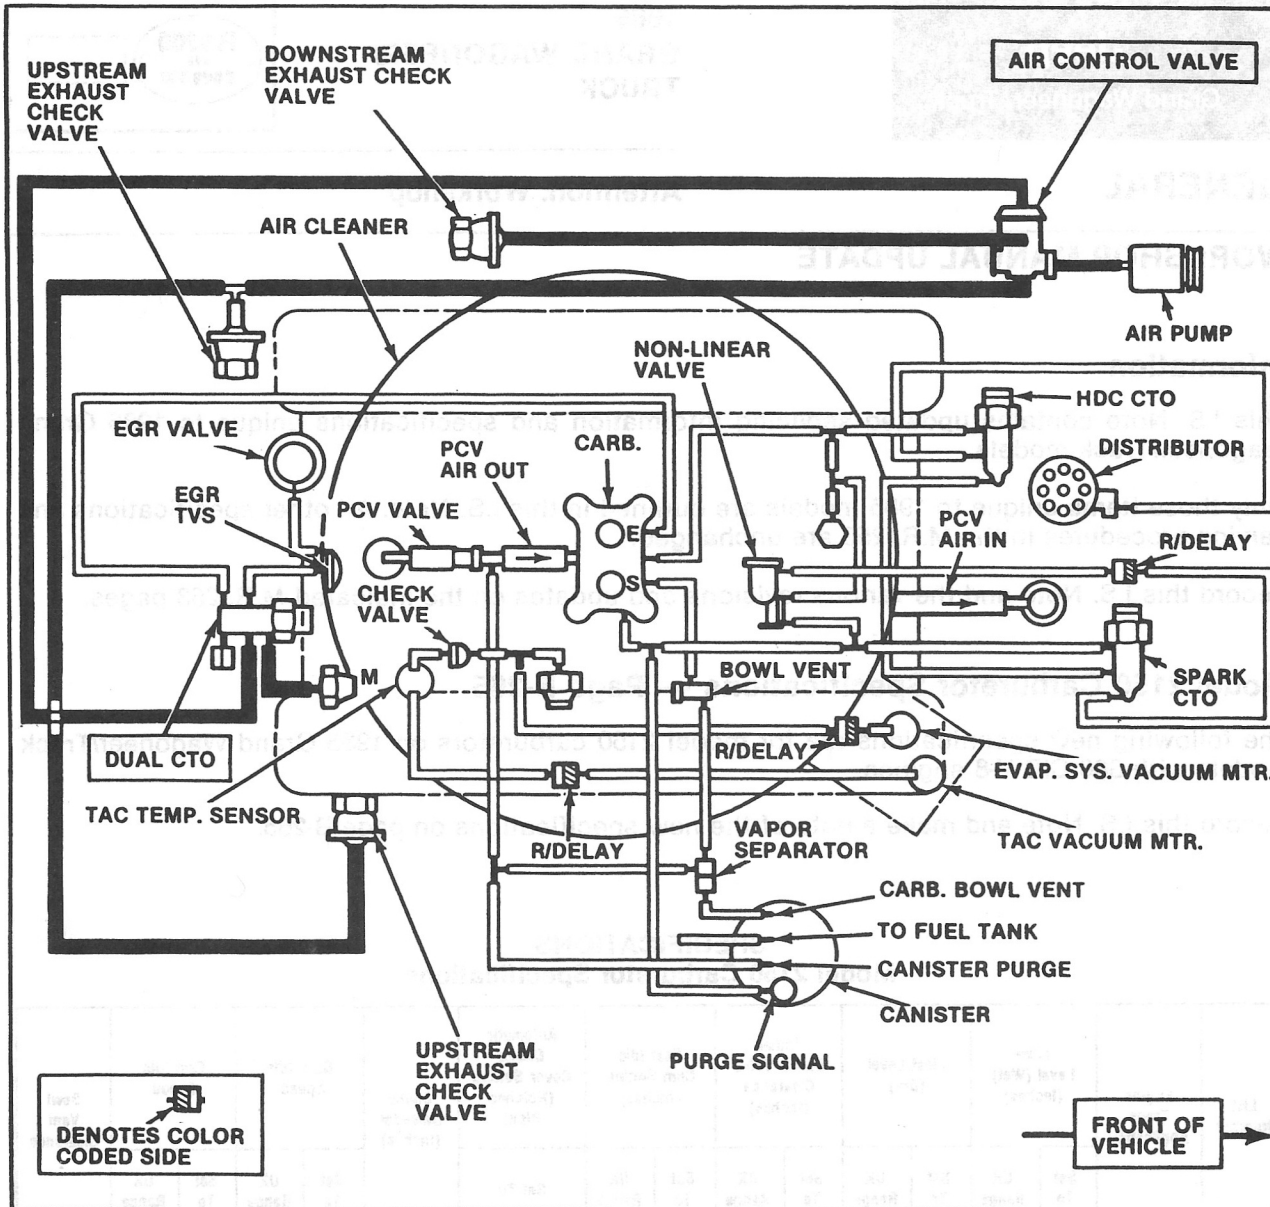 UPSTREAM
EXHAUST
CHECK
VALVE
DOWNSTREAM
EXHAUST CHECK
VALVE
AIR CONTROL VALVE
AIR CLEANER
AIR PUMP
NON-LINEAR
VALVE
HDC CTO
EGR VALVE
PCV
AIR OUT
CARB.
DISTRIBUTOR
EGR
TVS
PCV VALVE
E
PCV
AIR IN
R/DELAY
CHECK
VALVE
S
M
BOWL VENT
SPARK
CTO
DUAL CTO
R/DELAY
EVAP. SYS. VACUUM MTR.
TAC TEMP. SENSOR
R/DELAY
VAPOR
SEPARATOR
TAC VACUUM MTR.
CARB. BOWL VENT
TO FUEL TANK
CANISTER PURGE
CANISTER
PURGE SIGNAL
UPSTREAM
EXHAUST
CHECK
VALVE
DENOTES COLOR
CODED SIDE
FRONT OF
VEHICLE